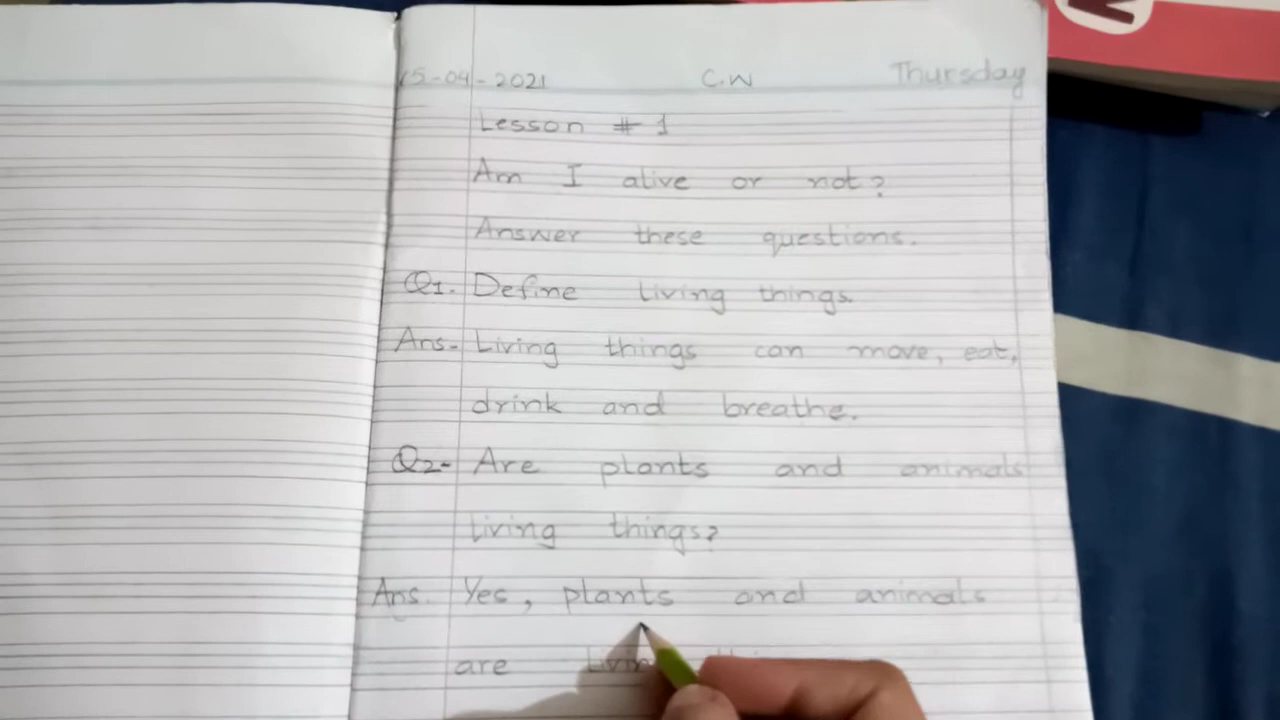 15-04-2021 C.W Thursday
Lesson # 1
Am I alive or not?
Answer these questions.
Q1. Define living things.
Ans. Living things can move, eat,
drink and breathe.
Q2- Are plants and animals
living things?
Ans. Yes, plants and animals
are